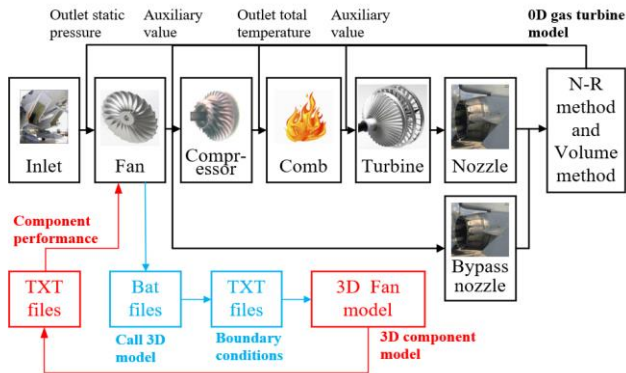 Outlet static
pressure
Auxiliary
value
Outlet total
temperature
Auxiliary
value
0D gas turbine
model
Inlet
Fan
Compr-
essor
Comb
Turbine
Nozzle
N-R
method
and
Volume
method
Bypass
nozzle
Component
performance
TXT
files
Bat
files
TXT
files
3D Fan
model
Call 3D
model
Boundary
conditions
3D component
model